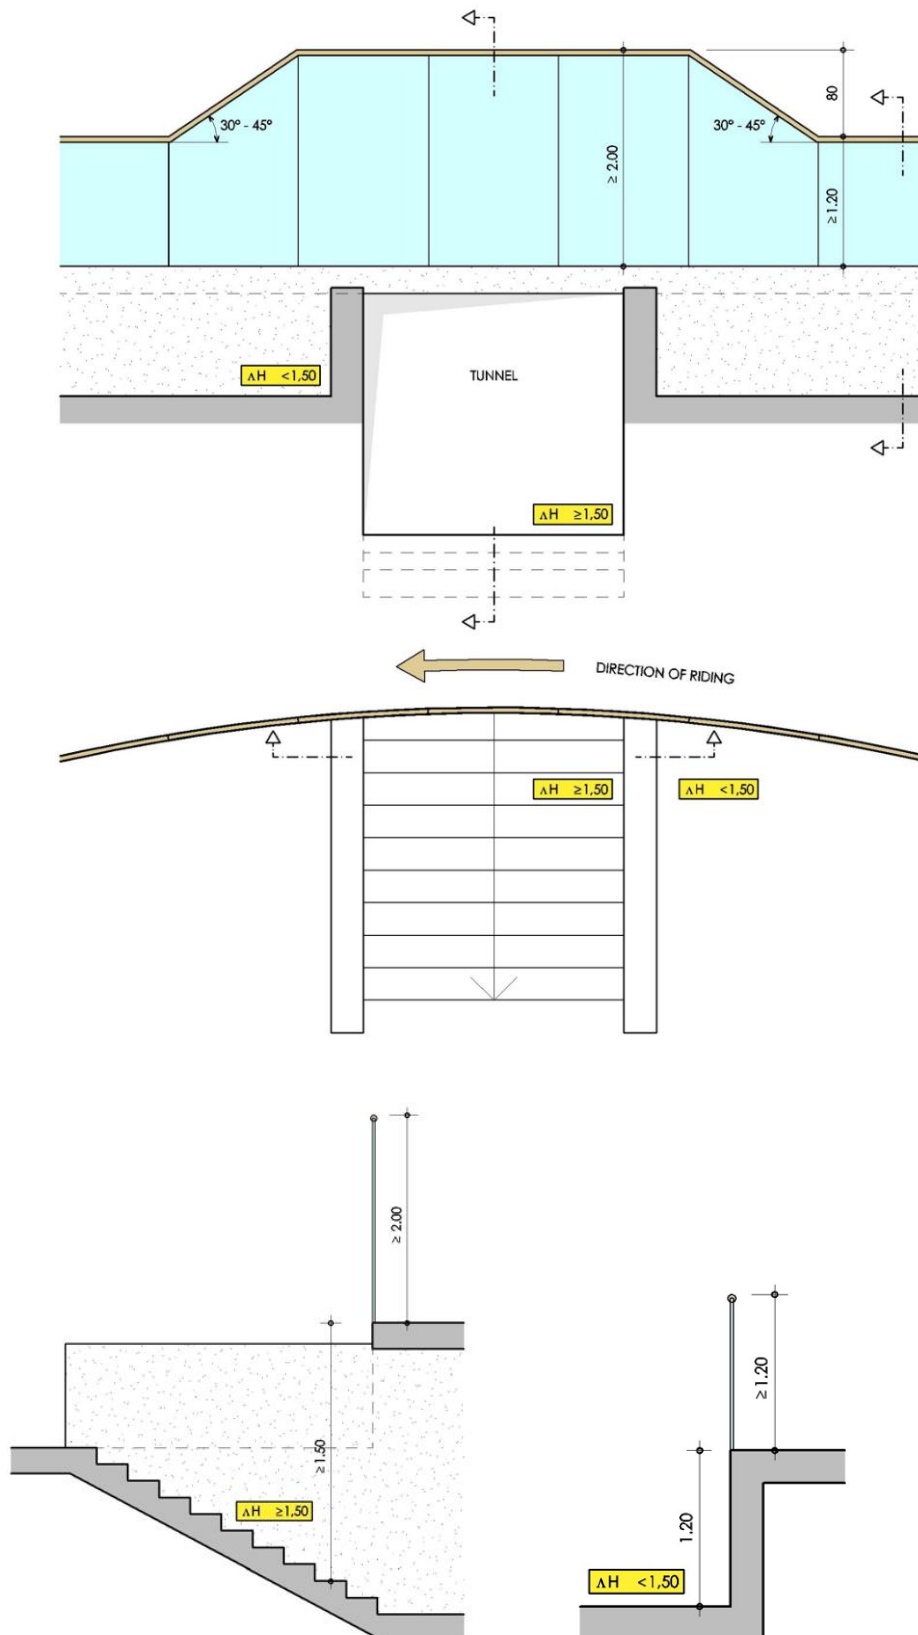 30° - 45°
30° - 45°
80
≥ 2.00
≥1.20
ΔH <1,50
TUNNEL
ΔH ≥1,50
DIRECTION OF RIDING
ΔH ≥1,50
ΔH <1,50
≥ 2.00
≥1.50
ΔH ≥1,50
≥1.20
1.20
ΔH <1,50